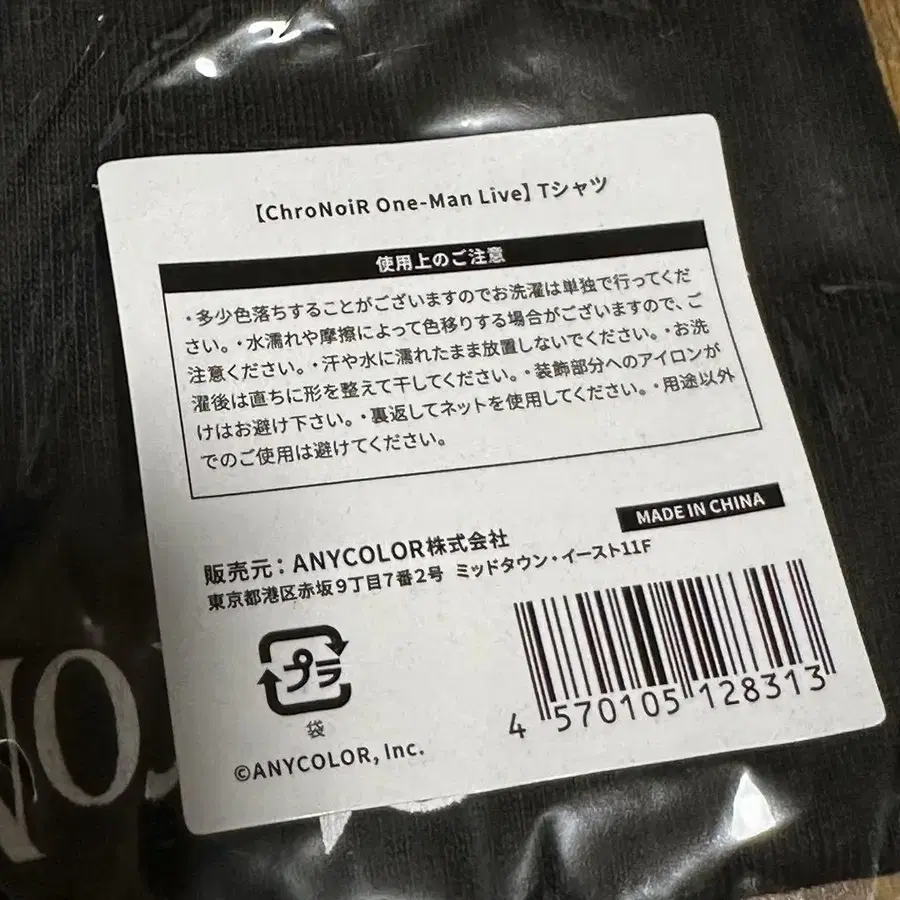 【ChroNoiR One-Man Live】Tシャツ
使用上のご注意
・多少色落ちすることがございますのでお洗濯は単独で行ってくだ
さい。・水濡れや摩擦によって色移りする場合がございますので、ご
注意ください。・汗や水に濡れたまま放置しないでください。・お洗
濯後は直ちに形を整えて干してください。・装飾部分へのアイロンが
けはお避け下さい。・裏返してネットを使用してください。・用途以外
でのご使用は避けてください。
MADE IN CHINA
販売元：ANYCOLOR株式会社
東京都港区赤坂9丁目7番2号 ミッドタウン・イースト11F
プラ
袋
4 570105 128313
©ANYCOLOR, Inc.